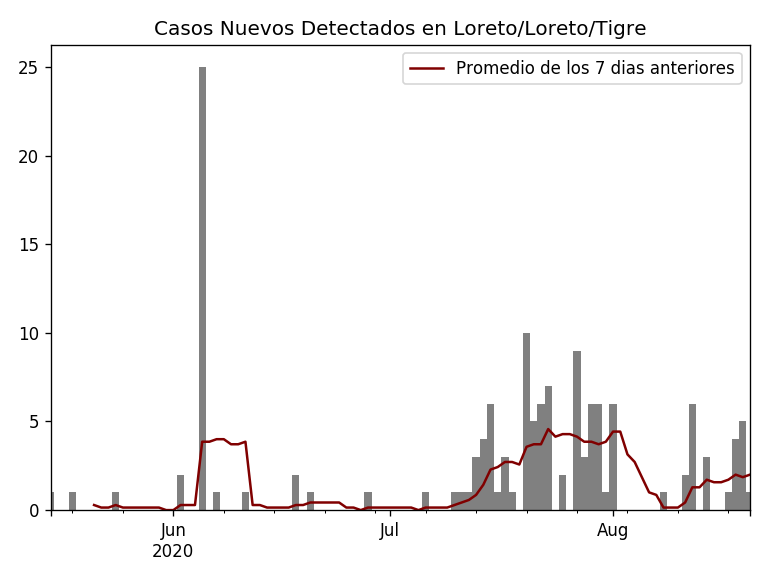 Casos Nuevos Detectados en Loreto/Loreto/Tigre
Promedio de los 7 dias anteriores
25
20
15
10
5
0
Jun
2020
Jul
Aug